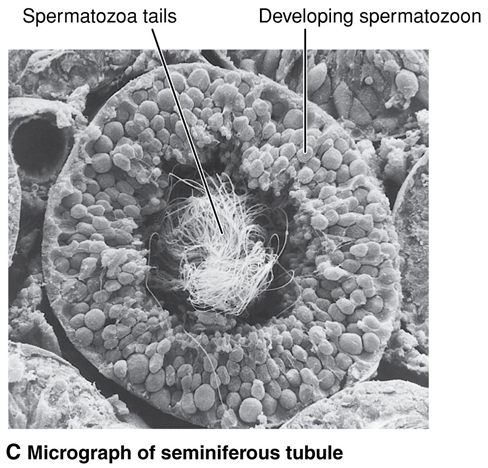 Spermatozoa tails
Developing spermatozoon
C Micrograph of seminiferous tubule